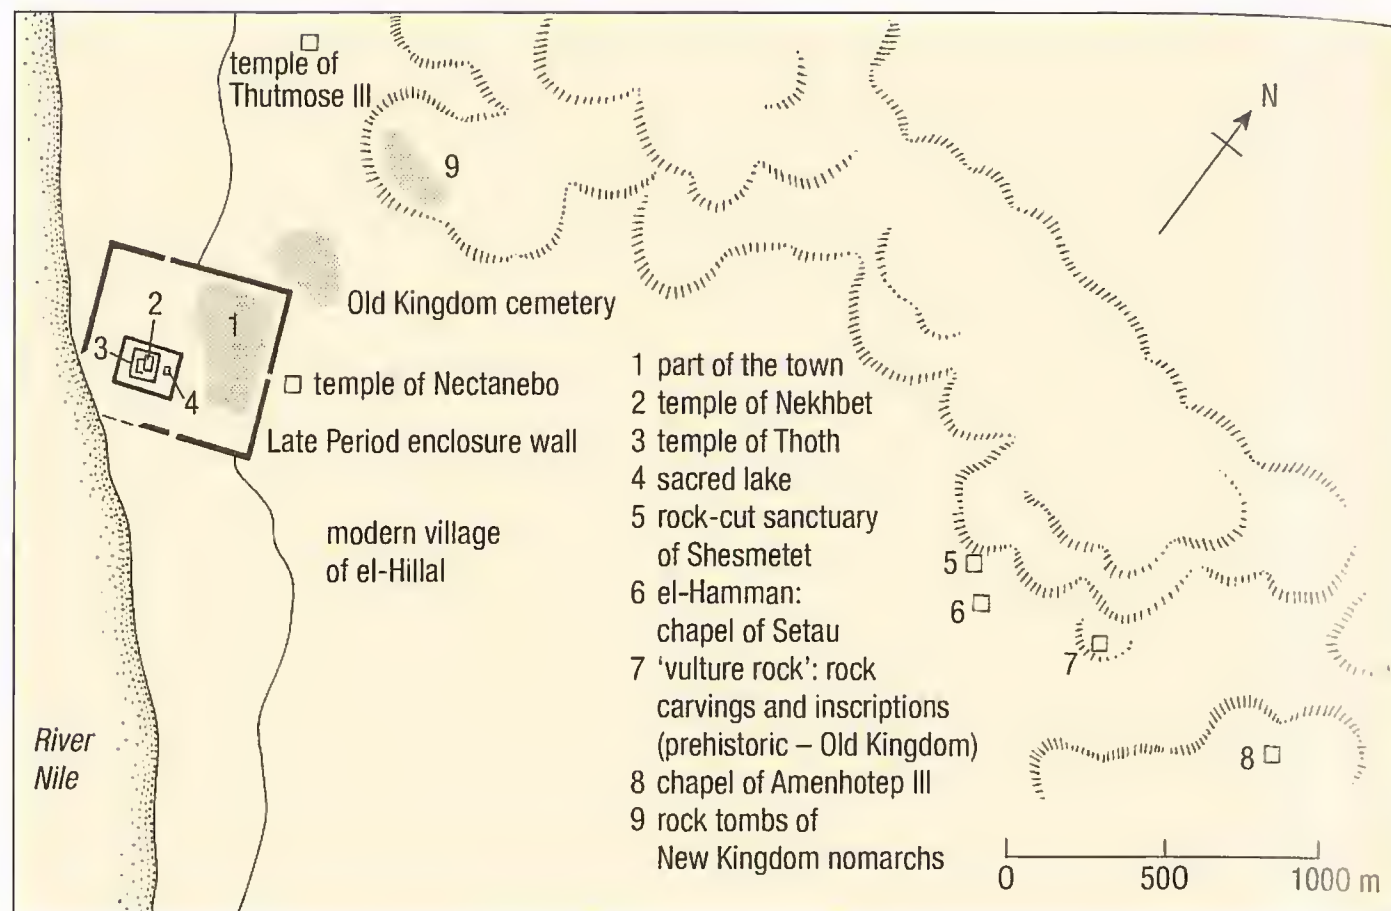 temple of
Thutmose III
N
9
2
1
3
4
Old Kingdom cemetery
temple of Nectanebo
Late Period enclosure wall
modern village
of el-Hillal
River
Nile
1 part of the town
2 temple of Nekhbet
3 temple of Thoth
4 sacred lake
5 rock-cut sanctuary
of Shesmetet
6 el-Hamman:
chapel of Setau
7 ‘vulture rock’: rock
carvings and inscriptions
(prehistoric – Old Kingdom)
8 chapel of Amenhotep III
9 rock tombs of
New Kingdom nomarchs
5
6
7
8
0 500 1000 m